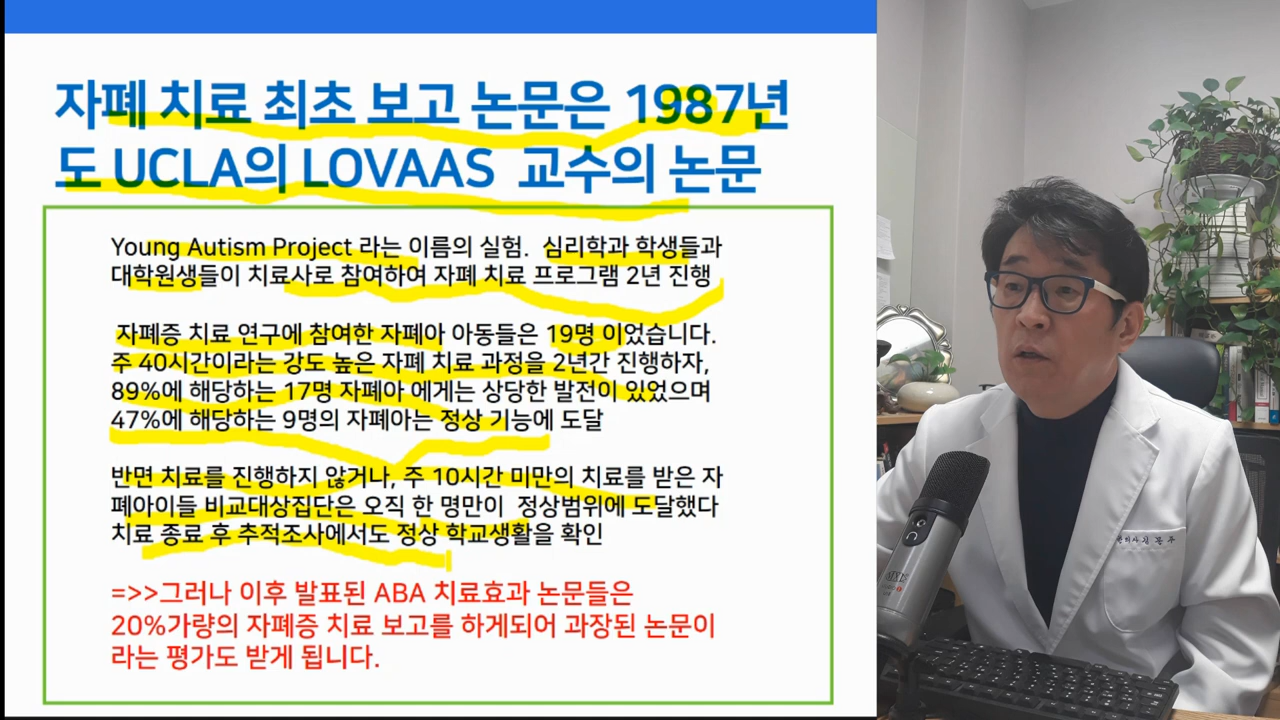 자폐 치료 최초 보고 논문은 1987년
도 UCLA의 LOVAAS 교수의 논문
Young Autism Project 라는 이름의 실험. 심리학과 학생들과
대학원생들이 치료사로 참여하여 자폐 치료 프로그램 2년 진행
자폐증 치료 연구에 참여한 자폐아 아동들은 19명 이었습니다.
주 40시간이라는 강도 높은 자폐 치료 과정을 2년간 진행하자,
89%에 해당하는 17명 자폐아 에게는 상당한 발전이 있었으며
47%에 해당하는 9명의 자폐아는 정상 기능에 도달
반면 치료를 진행하지 않거나, 주 10시간 미만의 치료를 받은 자
폐아이들 비교대상집단은 오직 한 명만이 정상범위에 도달했다
치료 종료 후 추적조사에서도 정상 학교생활을 확인
=>>그러나 이후 발표된 ABA 치료효과 논문들은
20%가량의 자폐증 치료 보고를 하게되어 과장된 논문이
라는 평가도 받게 됩니다.